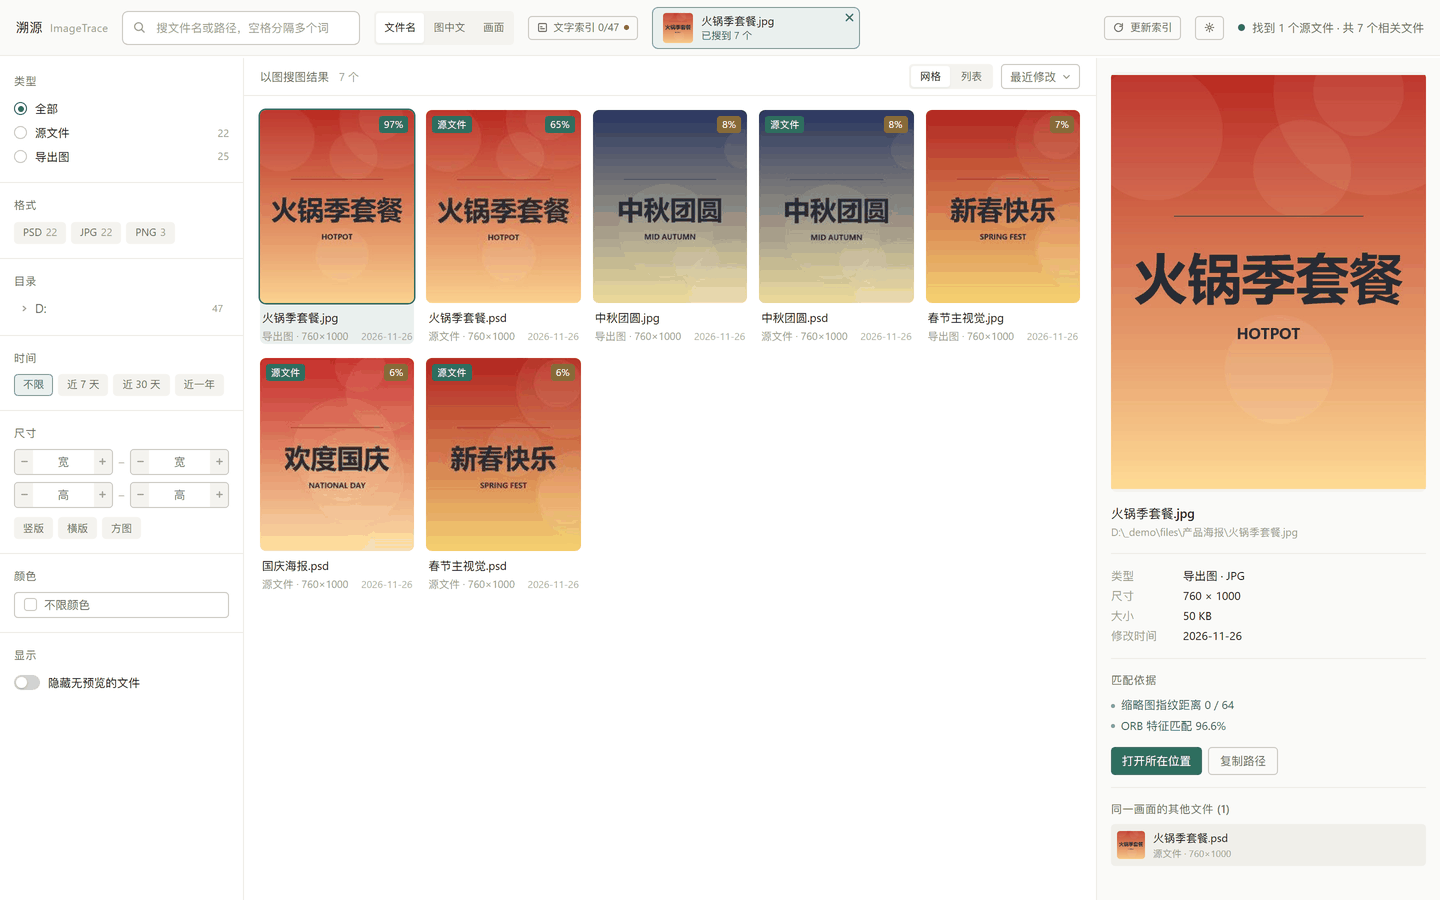 溯源 ImageTrace
搜文件名或路径，空格分隔多个词
文件名 图中文 画面
文字索引 0/47
火锅季套餐.jpg
已搜到 7 个
更新索引
找到 1 个源文件 · 共 7 个相关文件
类型
全部
源文件 22
导出图 25
格式
PSD 22 JPG 22 PNG 3
目录
D: 47
时间
不限 近 7 天 近 30 天 近一年
尺寸
− 宽 + – − 宽 +
− 高 + – − 高 +
竖版 横版 方图
颜色
不限颜色
显示
隐藏无预览的文件
以图搜图结果 7 个
网格 列表 最近修改
97%
火锅季套餐
HOTPOT
火锅季套餐.jpg
导出图 · 760×1000 2026-11-26
源文件 65%
火锅季套餐
HOTPOT
火锅季套餐.psd
源文件 · 760×1000 2026-11-26
8%
中秋团圆
MID AUTUMN
中秋团圆.jpg
导出图 · 760×1000 2026-11-26
源文件 8%
中秋团圆
MID AUTUMN
中秋团圆.psd
源文件 · 760×1000 2026-11-26
7%
新春快乐
SPRING FEST
春节主视觉.jpg
导出图 · 760×1000 2026-11-26
源文件 6%
欢度国庆
NATIONAL DAY
国庆海报.psd
源文件 · 760×1000 2026-11-26
源文件 6%
新春快乐
SPRING FEST
春节主视觉.psd
源文件 · 760×1000 2026-11-26
火锅季套餐
HOTPOT
火锅季套餐.jpg
D:\_demo\files\产品海报\火锅季套餐.jpg
类型 导出图 · JPG
尺寸 760 × 1000
大小 50 KB
修改时间 2026-11-26
匹配依据
缩略图指纹距离 0 / 64
ORB 特征匹配 96.6%
打开所在位置 复制路径
同一画面的其他文件 (1)
火锅季套餐
火锅季套餐.psd
源文件 · 760×1000